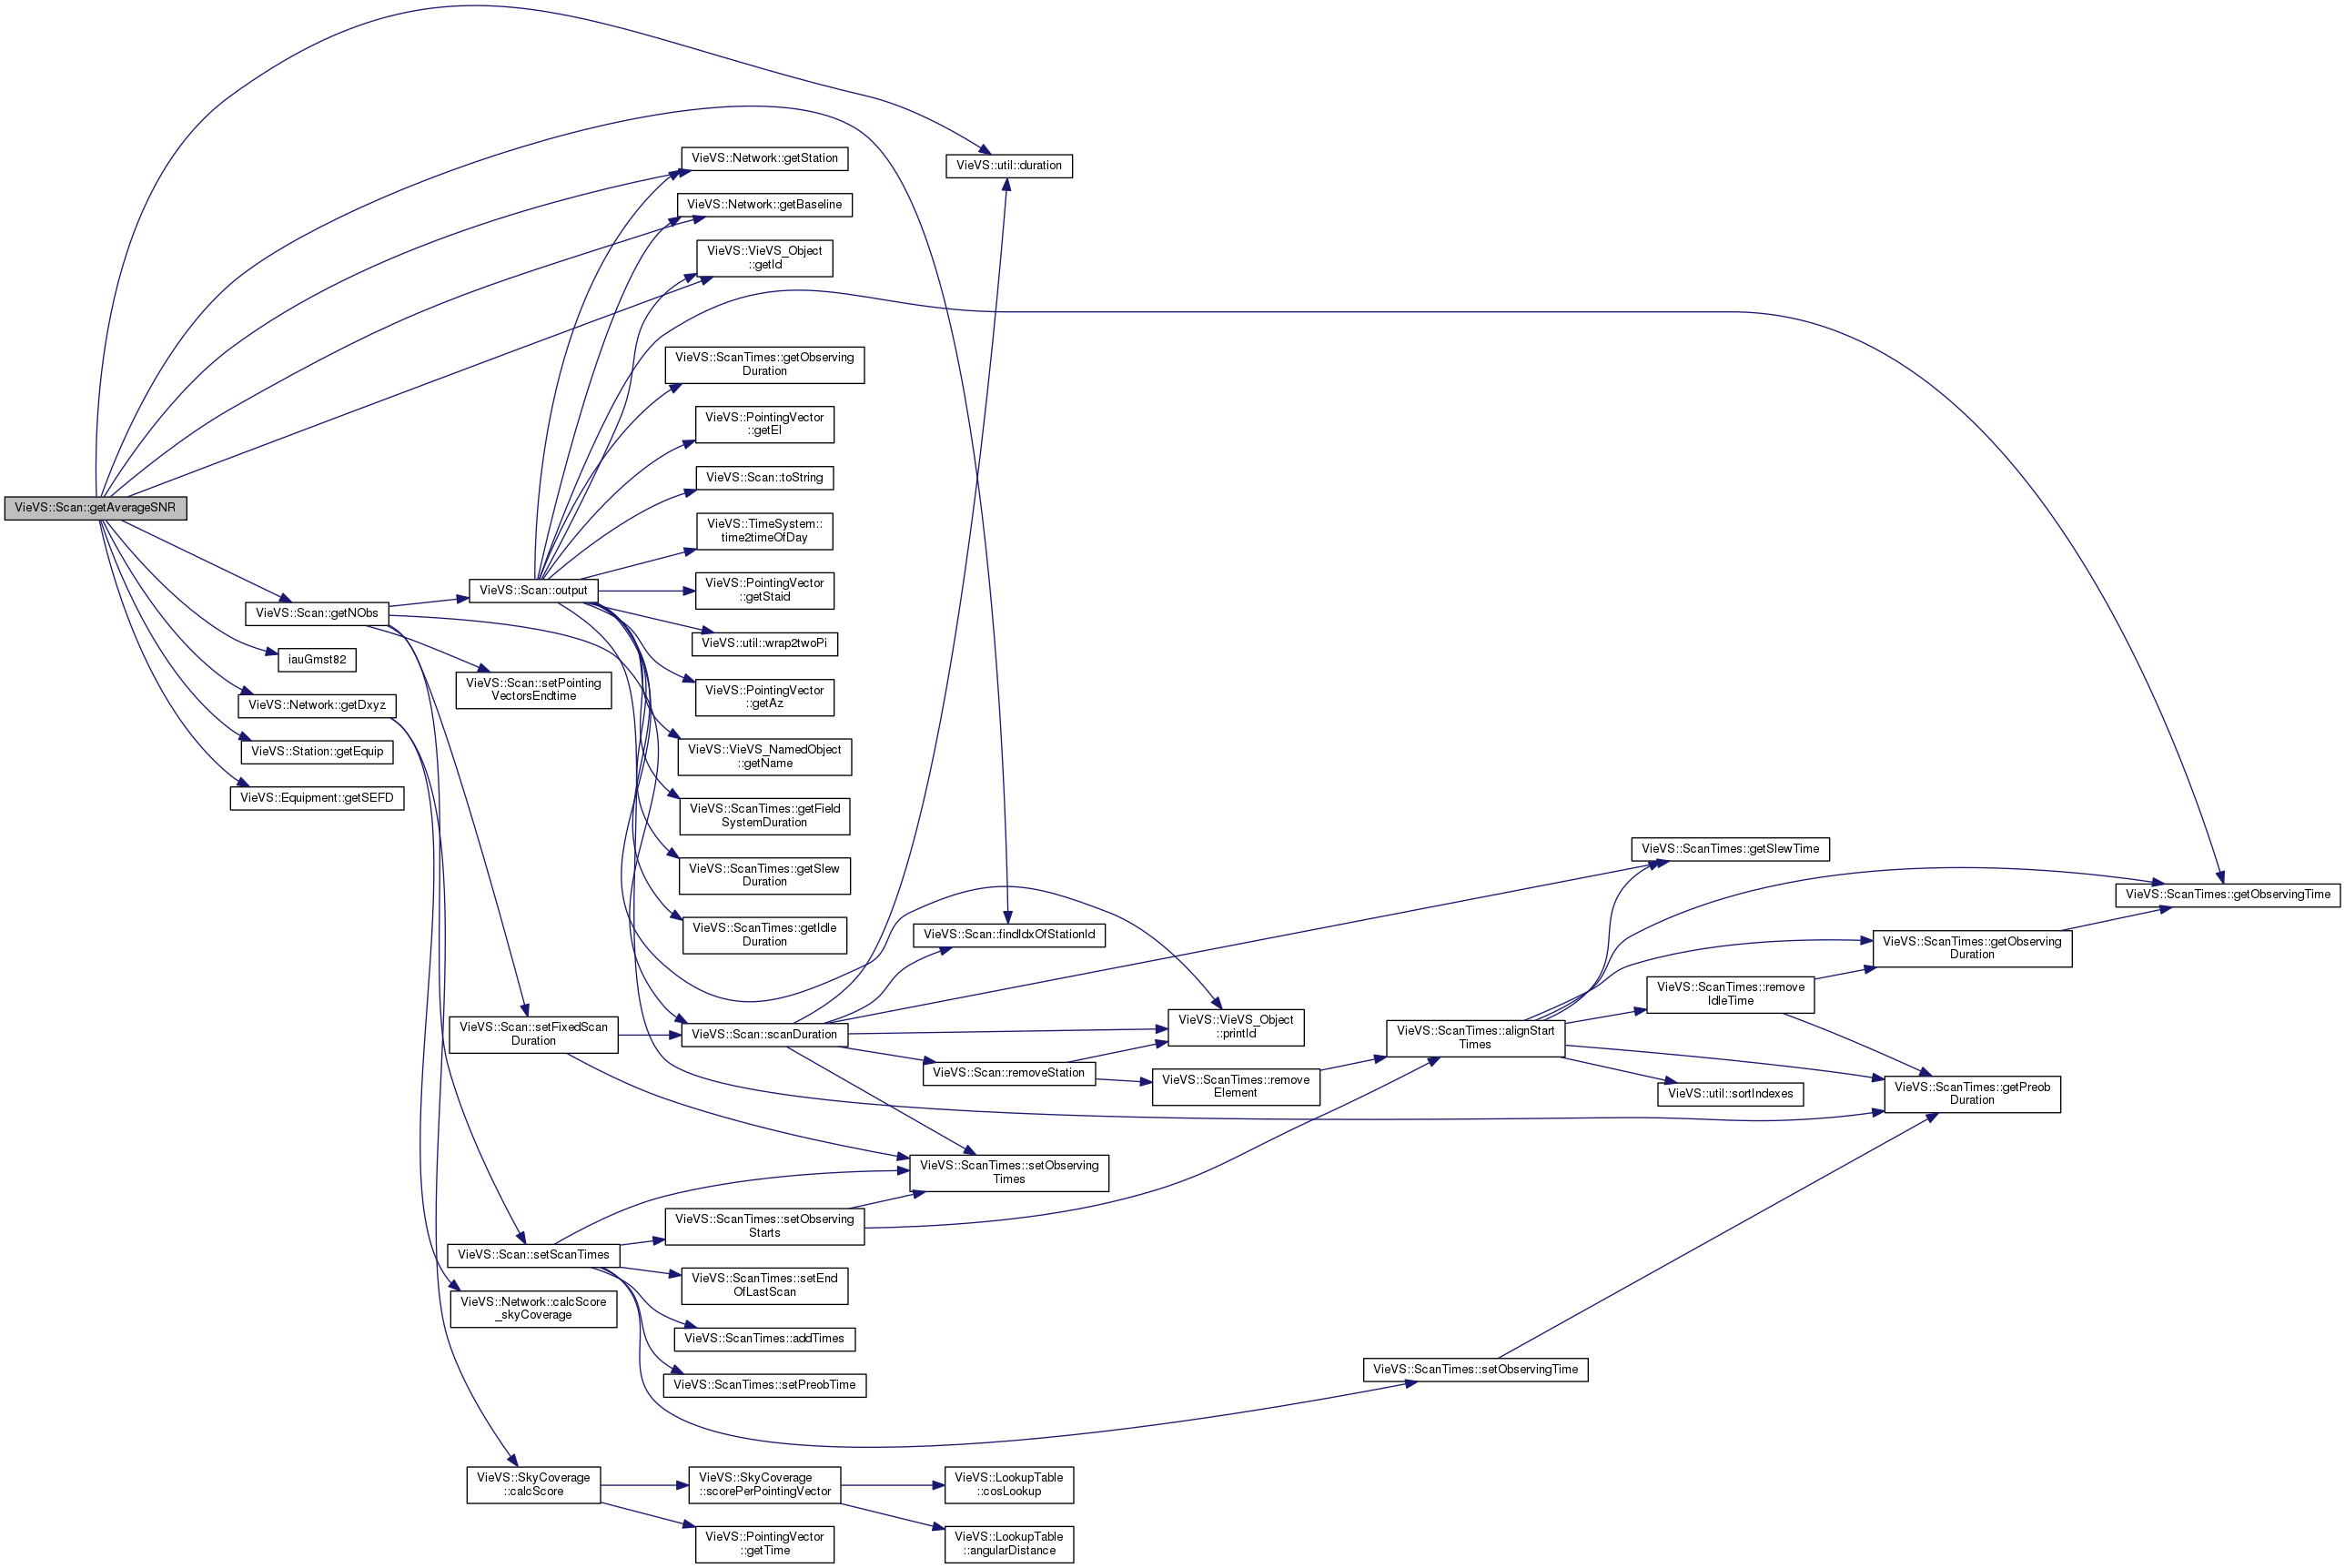 VieVS::Scan::getAverageSNR
VieVS::Scan::getNObs
iauGmst82
VieVS::Network::getDxyz
VieVS::Station::getEquip
VieVS::Equipment::getSEFD
VieVS::Scan::output
VieVS::Scan::setPointing
VectorsEndtime
VieVS::Scan::setFixedScan
Duration
VieVS::Scan::setScanTimes
VieVS::Network::calcScore
_skyCoverage
VieVS::SkyCoverage
::calcScore
VieVS::Network::getStation
VieVS::Network::getBaseline
VieVS::VieVS_Object
::getId
VieVS::ScanTimes::getObserving
Duration
VieVS::PointingVector
::getEl
VieVS::Scan::toString
VieVS::TimeSystem::
time2timeOfDay
VieVS::PointingVector
::getStaid
VieVS::util::wrap2twoPi
VieVS::PointingVector
::getAz
VieVS::VieVS_NamedObject
::getName
VieVS::ScanTimes::getField
SystemDuration
VieVS::ScanTimes::getSlew
Duration
VieVS::ScanTimes::getIdle
Duration
VieVS::Scan::scanDuration
VieVS::ScanTimes::setObserving
Starts
VieVS::ScanTimes::setEnd
OfLastScan
VieVS::ScanTimes::addTimes
VieVS::ScanTimes::setPreobTime
VieVS::SkyCoverage
::scorePerPointingVector
VieVS::PointingVector
::getTime
VieVS::util::duration
VieVS::Scan::findIdxOfStationId
VieVS::Scan::removeStation
VieVS::ScanTimes::setObserving
Times
VieVS::LookupTable
::cosLookup
VieVS::LookupTable
::angularDistance
VieVS::VieVS_Object
::printId
VieVS::ScanTimes::remove
Element
VieVS::ScanTimes::alignStart
Times
VieVS::ScanTimes::setObservingTime
VieVS::ScanTimes::getSlewTime
VieVS::ScanTimes::remove
IdleTime
VieVS::util::sortIndexes
VieVS::ScanTimes::getObserving
Duration
VieVS::ScanTimes::getPreob
Duration
VieVS::ScanTimes::getObservingTime